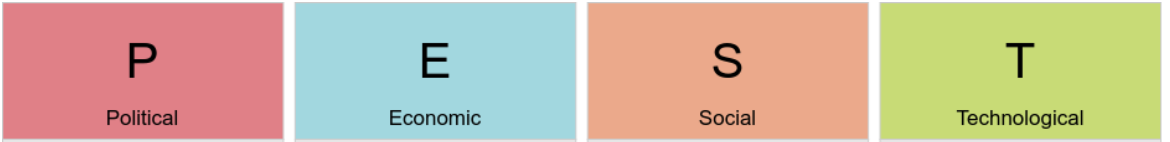 P
Political
E
Economic
S
Social
T
Technological